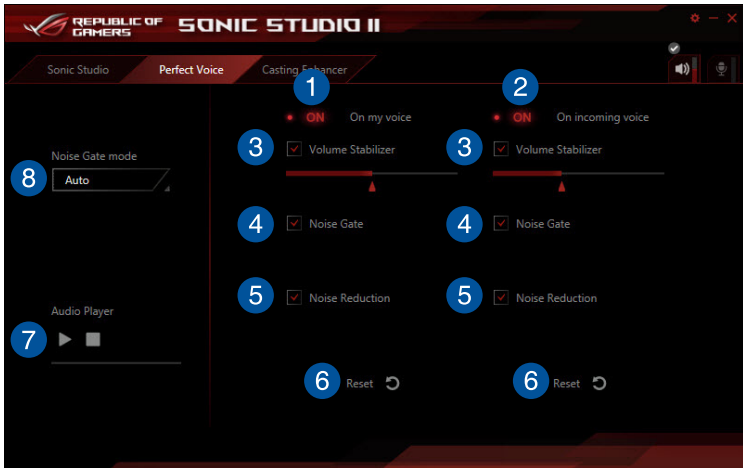 REPUBLIC OF GAMERS SONIC STUDIO II
Sonic Studio Perfect Voice Casting Enhancer
1 2
ON On my voice ON On incoming voice
3 Volume Stabilizer 3 Volume Stabilizer
Noise Gate mode
8 Auto
4 Noise Gate 4 Noise Gate
5 Noise Reduction 5 Noise Reduction
Audio Player
7
6 Reset 6 Reset